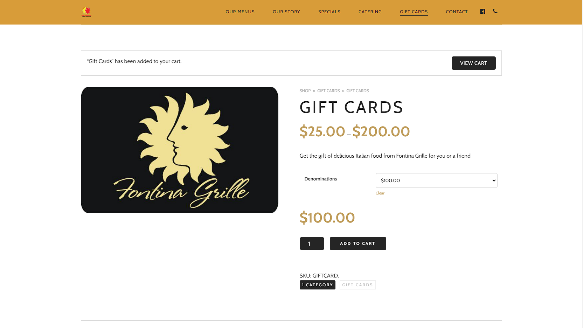 OUR MENUS OUR STORY SPECIALS CATERING GIFT CARDS CONTACT
"Gift Cards" has been added to your cart.
VIEW CART
Fontina Grille
SHOP GIFT CARDS GIFT CARDS
GIFT CARDS
$25.00–$200.00
Get the gift of delicious Italian food from Fontina Grille for you or a friend
Denominations
$100.00
Clear
$100.00
1 ADD TO CART
SKU: GIFTCARDS
1 CATEGORY GIFT CARDS